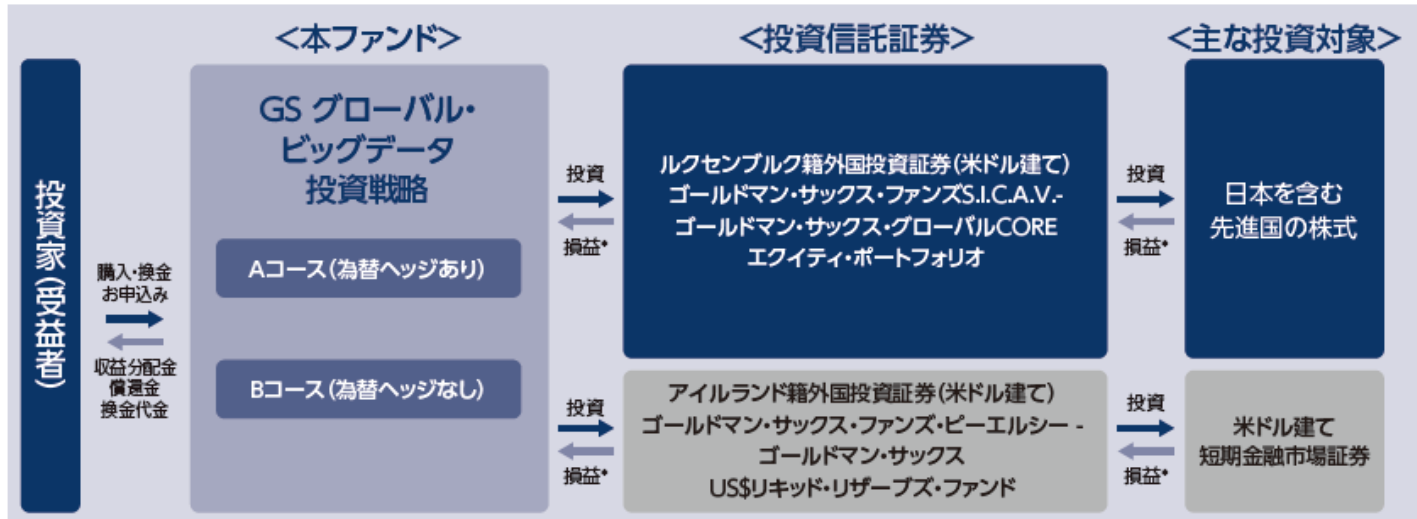 <本ファンド>
<投資信託証券>
<主な投資対象>
投資家(受益者)
購入・換金
お申込み
収益分配金
償還金
換金代金
GS グローバル・
ビッグデータ
投資戦略
Aコース(為替ヘッジあり)
Bコース(為替ヘッジなし)
投資
損益*
ルクセンブルク籍外国投資証券(米ドル建て)
ゴールドマン・サックス・ファンズS.I.C.A.V.-
ゴールドマン・サックス・グローバルCORE
エクイティ・ポートフォリオ
投資
損益*
日本を含む
先進国の株式
投資
損益*
アイルランド籍外国投資証券(米ドル建て)
ゴールドマン・サックス・ファンズ・ピーエルシー -
ゴールドマン・サックス
US$リキッド・リザーブズ・ファンド
投資
損益*
米ドル建て
短期金融市場証券